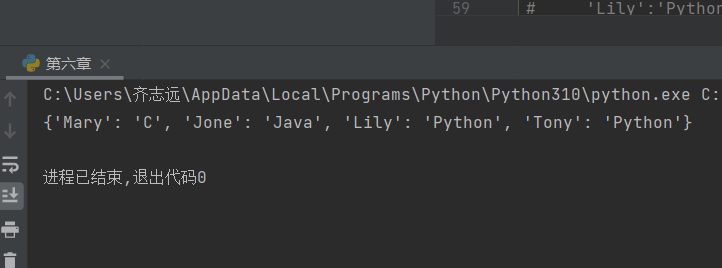 59 # 'Lily':'Python
第六章
C:\Users\齐志远\AppData\Local\Programs\Python\Python310\python.exe C:
{'Mary': 'C', 'Jone': 'Java', 'Lily': 'Python', 'Tony': 'Python'}
进程已结束,退出代码0